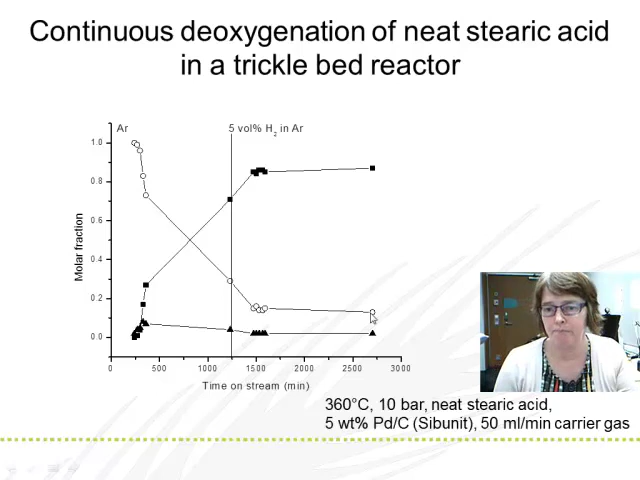 Continuous deoxygenation of neat stearic acid
in a trickle bed reactor
Ar
5 vol% H2 in Ar
1.0
0.8
0.6
0.4
0.2
0.0
Molar fraction
0 500 1000 1500 2000 2500 3000
Time on stream (min)
360°C, 10 bar, neat stearic acid,
5 wt% Pd/C (Sibunit), 50 ml/min carrier gas